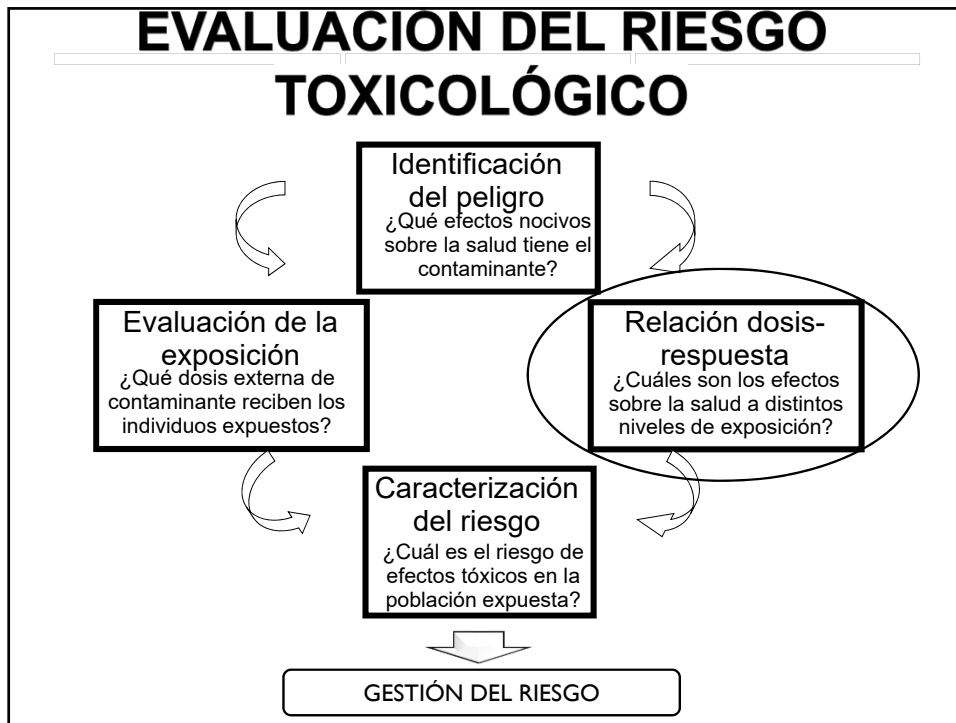 EVALUACIÓN DEL RIESGO
TOXICOLÓGICO
Identificación
del peligro
¿Qué efectos nocivos
sobre la salud tiene el
contaminante?
Evaluación de la
exposición
¿Qué dosis externa de
contaminante reciben los
individuos expuestos?
Relación dosis-
respuesta
¿Cuáles son los efectos
sobre la salud a distintos
niveles de exposición?
Caracterización
del riesgo
¿Cuál es el riesgo de
efectos tóxicos en la
población expuesta?
GESTIÓN DEL RIESGO